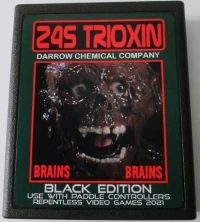 245 TRIOXIN
DARROW CHEMICAL COMPANY
BRAINS BRAINS
BLACK EDITION
USE WITH PADDLE CONTROLLERS
REPENTLESS VIDEO GAMES 2021